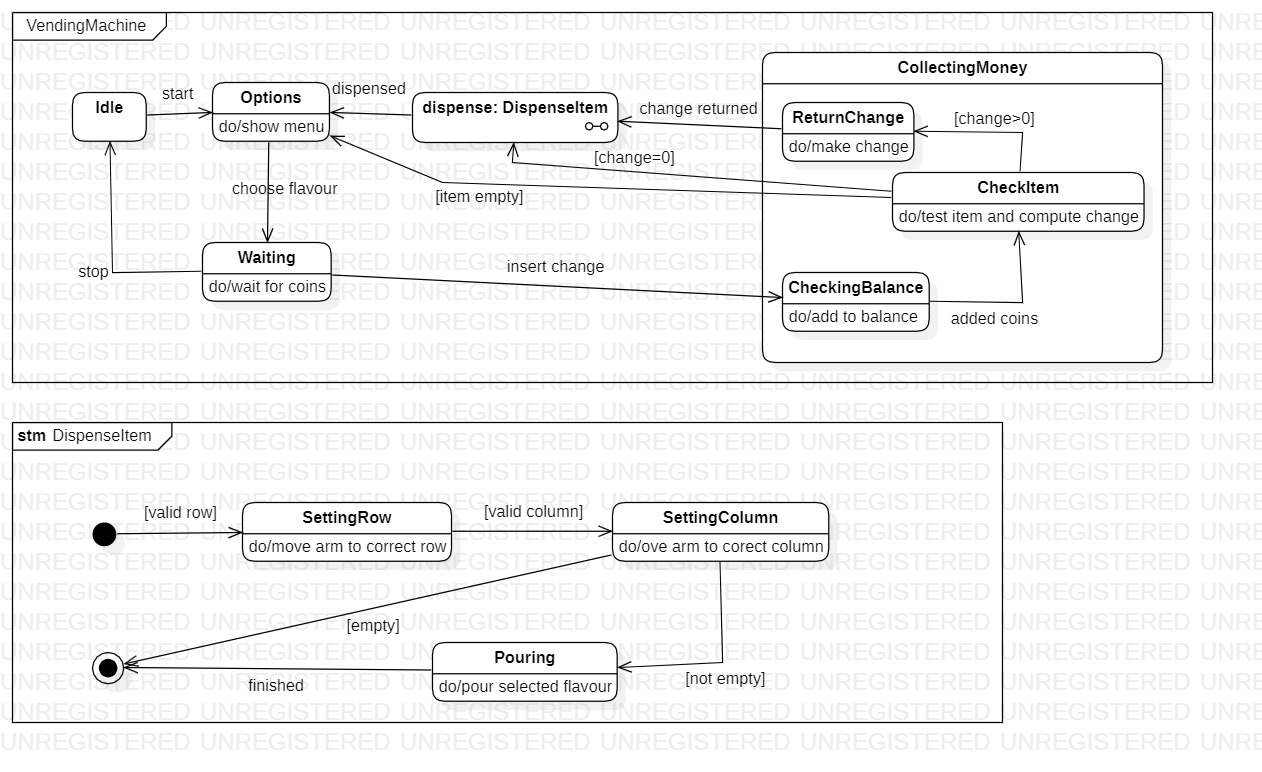 VendingMachine
CollectingMoney
Idle
start
Options
do/show menu
dispensed
dispense: DispenseItem
change returned
ReturnChange
do/make change
[change>0]
[change=0]
[item empty]
CheckItem
do/test item and compute change
choose flavour
stop
Waiting
do/wait for coins
insert change
CheckingBalance
do/add to balance
added coins
stm DispenseItem
[valid row]
SettingRow
do/move arm to correct row
[valid column]
SettingColumn
do/ove arm to corect column
[empty]
Pouring
do/pour selected flavour
[not empty]
finished
UNREGISTERED